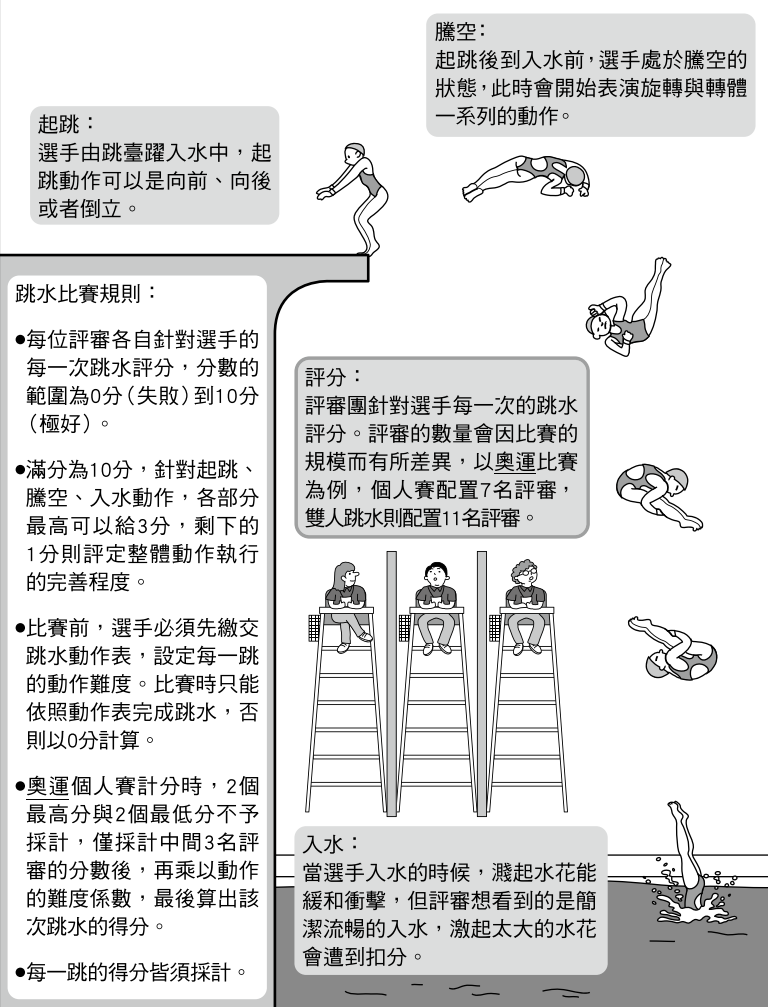 騰空：
起跳後到入水前，選手處於騰空的
狀態，此時會開始表演旋轉與轉體
一系列的動作。
起跳：
選手由跳臺躍入水中，起
跳動作可以是向前、向後
或者倒立。
跳水比賽規則：
●每位評審各自針對選手的
每一次跳水評分，分數的
範圍為0分（失敗）到10分
（極好）。
●滿分為10分，針對起跳、
騰空、入水動作，各部分
最高可以給3分，剩下的
1分則評定整體動作執行
的完善程度。
●比賽前，選手必須先繳交
跳水動作表，設定每一跳
的動作難度。比賽時只能
依照動作表完成跳水，否
則以0分計算。
●奧運個人賽計分時，2個
最高分與2個最低分不予
採計，僅採計中間3名評
審的分數後，再乘以動作
的難度係數，最後算出該
次跳水的得分。
●每一跳的得分皆須採計。
評分：
評審團針對選手每一次的跳水
評分。評審的數量會因比賽的
規模而有所差異，以奧運比賽
為例，個人賽配置7名評審，
雙人跳水則配置11名評審。
入水：
當選手入水的時候，濺起水花能
緩和衝擊，但評審想看到的是簡
潔流暢的入水，激起太大的水花
會遭到扣分。